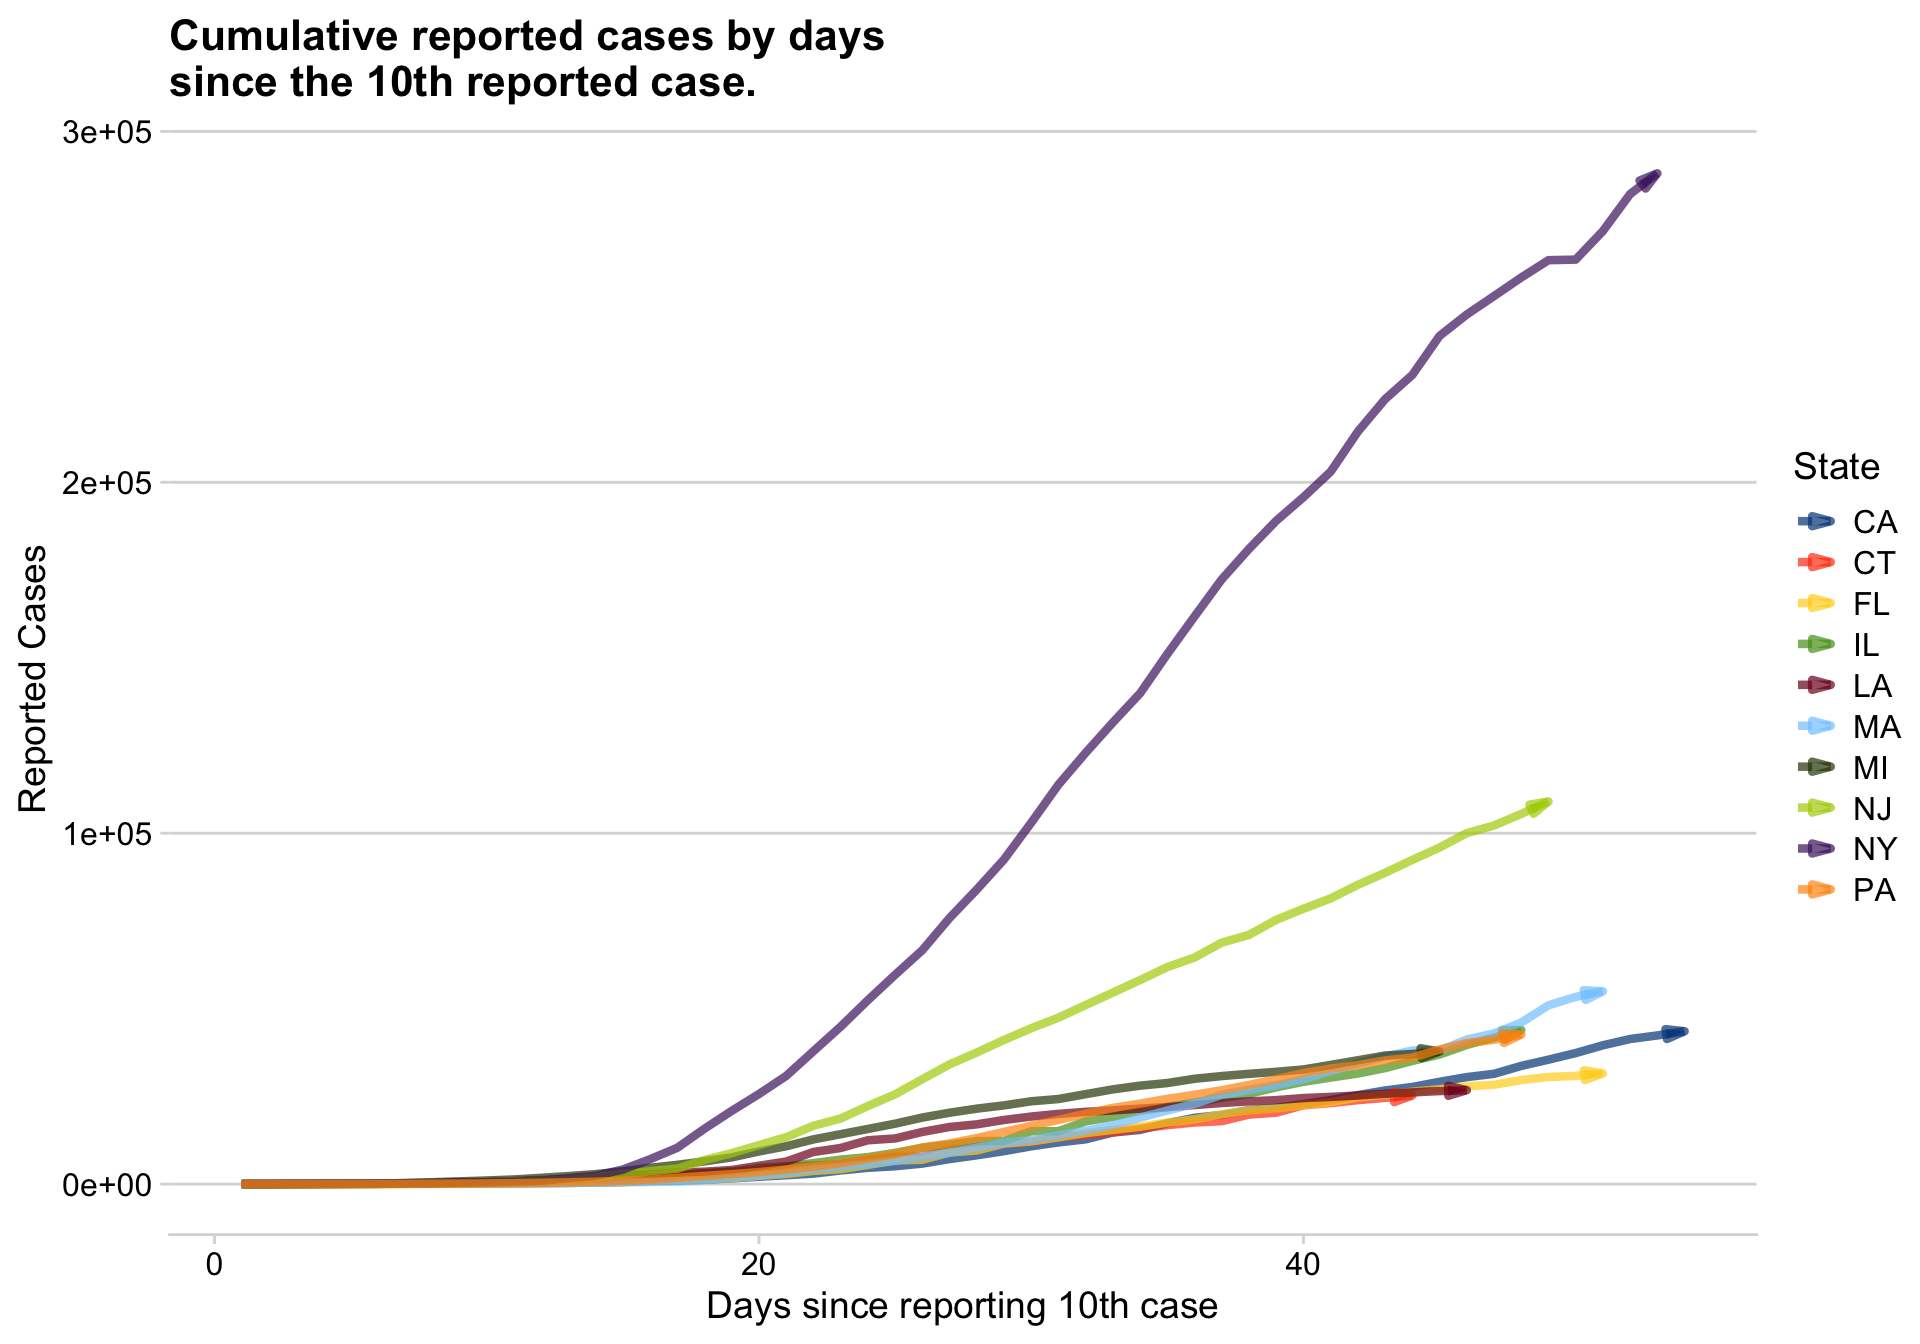 Cumulative reported cases by days
since the 10th reported case.
3e+05
2e+05
1e+05
0e+00
Reported Cases
0
20
40
Days since reporting 10th case
State
CA
CT
FL
IL
LA
MA
MI
NJ
NY
PA